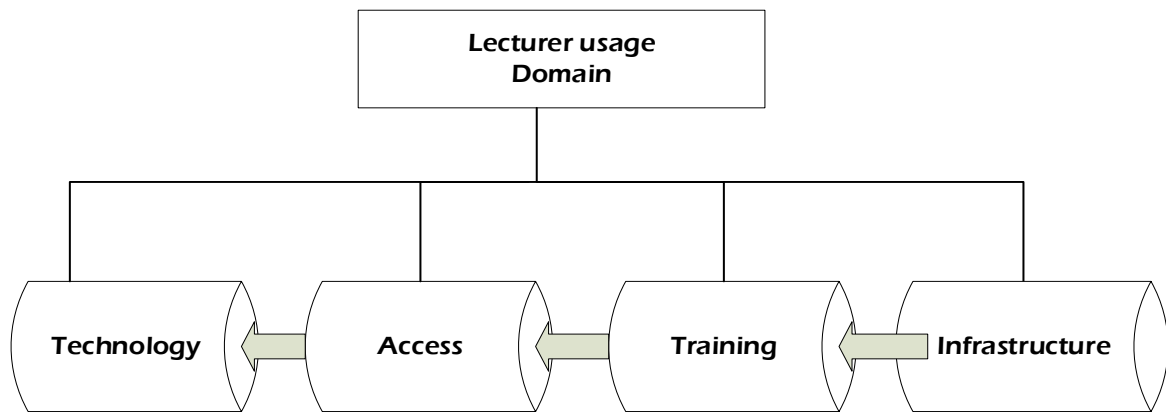 Lecturer usage
Domain
Technology
Access
Training
Infrastructure